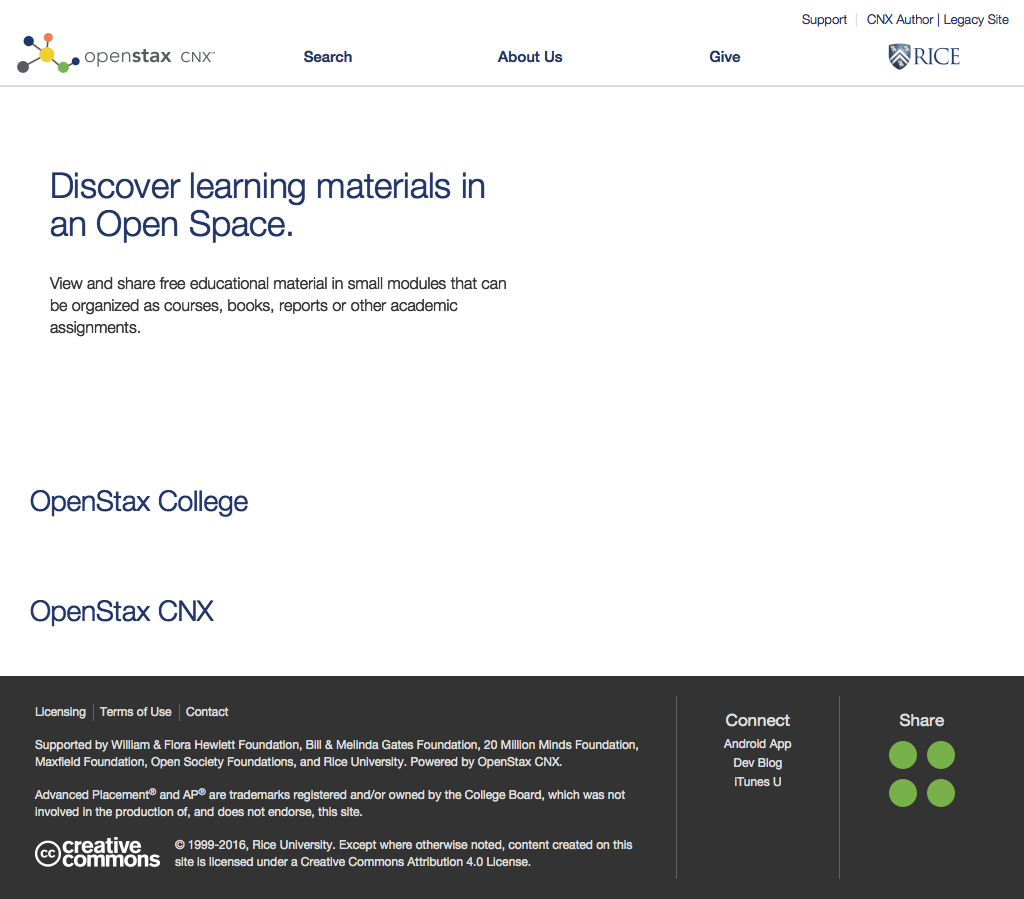 Support CNX Author | Legacy Site
openstax CNX™ Search About Us Give RICE
Discover learning materials in
an Open Space.
View and share free educational material in small modules that can
be organized as courses, books, reports or other academic
assignments.
OpenStax College
OpenStax CNX
Licensing Terms of Use Contact
Supported by William & Flora Hewlett Foundation, Bill & Melinda Gates Foundation, 20 Million Minds Foundation,
Maxfield Foundation, Open Society Foundations, and Rice University. Powered by OpenStax CNX.
Advanced Placement® and AP® are trademarks registered and/or owned by the College Board, which was not
involved in the production of, and does not endorse, this site.
cc creative
commons
© 1999-2016, Rice University. Except where otherwise noted, content created on this
site is licensed under a Creative Commons Attribution 4.0 License.
Connect
Android App
Dev Blog
iTunes U
Share